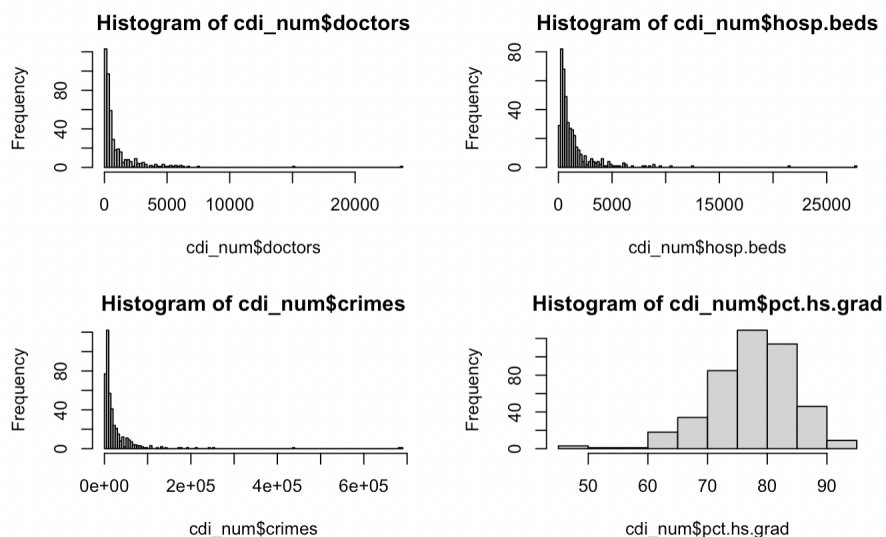 Histogram of cdi_num$doctors
Frequency
0 40 80
0 5000 10000 20000
cdi_num$doctors
Histogram of cdi_num$hosp.beds
Frequency
0 40 80
0 5000 15000 25000
cdi_num$hosp.beds
Histogram of cdi_num$crimes
Frequency
0 40 80
0e+00 2e+05 4e+05 6e+05
cdi_num$crimes
Histogram of cdi_num$pct.hs.grad
Frequency
0 40 80
50 60 70 80 90
cdi_num$pct.hs.grad